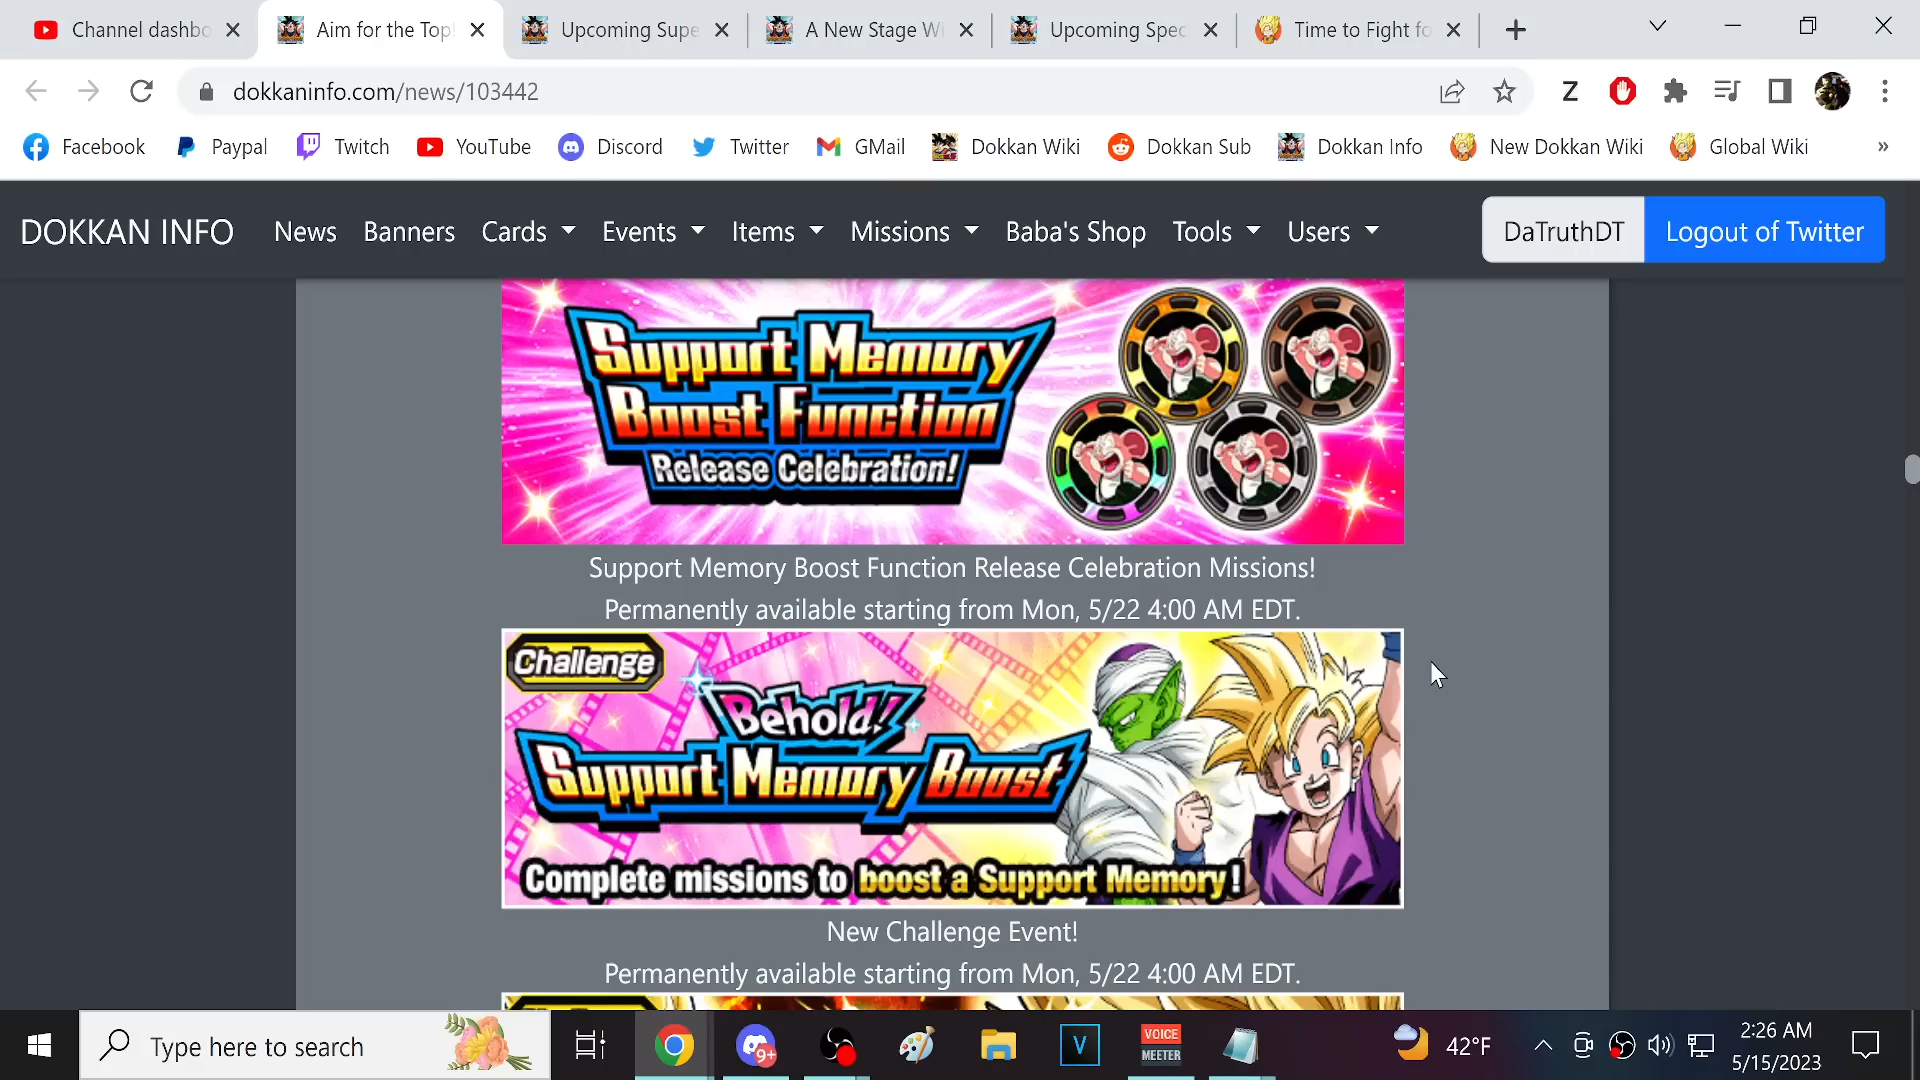 Channel dashbo
Aim for the Top!
Upcoming Supe
A New Stage Wi
Upcoming Spec
Time to Fight fo
dokkaninfo.com/news/103442
Z
Facebook
Paypal
Twitch
YouTube
Discord
Twitter
GMail
Dokkan Wiki
Dokkan Sub
Dokkan Info
New Dokkan Wiki
Global Wiki
»
DOKKAN INFO
News
Banners
Cards
Events
Items
Missions
Baba's Shop
Tools
Users
DaTruthDT
Logout of Twitter
Support Memory
Boost Function
Release Celebration!
Support Memory Boost Function Release Celebration Missions!
Permanently available starting from Mon, 5/22 4:00 AM EDT.
Challenge
Behold!
Support Memory Boost
Complete missions to boost a Support Memory!
New Challenge Event!
Permanently available starting from Mon, 5/22 4:00 AM EDT.
Type here to search
9+
V
VOICE
MEETER
42°F
2:26 AM
5/15/2023